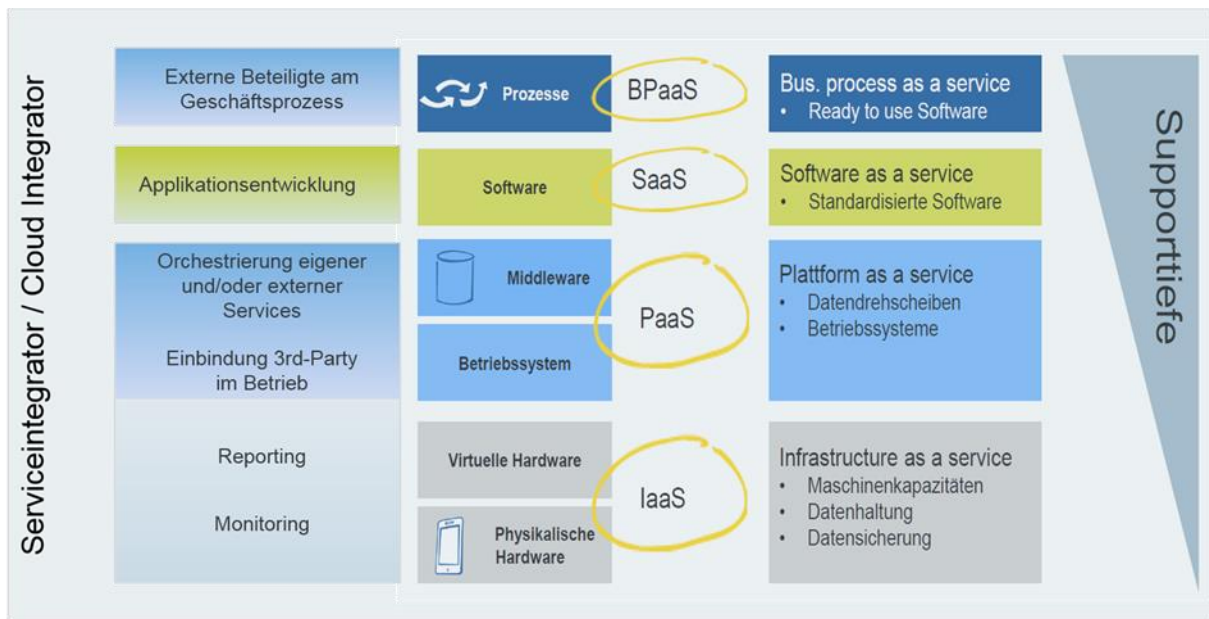 Serviceintegrator / Cloud Integrator
Externe Beteiligte am
Geschäftsprozess
Prozesse
BPaaS
Bus. process as a service
• Ready to use Software
Applikationsentwicklung
Software
SaaS
Software as a service
• Standardisierte Software
Orchestrierung eigener
und/oder externer
Services
Einbindung 3rd-Party
im Betrieb
Middleware
Betriebssystem
PaaS
Plattform as a service
• Datendrehscheiben
• Betriebssysteme
Reporting
Monitoring
Virtuelle Hardware
Physikalische
Hardware
IaaS
Infrastructure as a service
• Maschinenkapazitäten
• Datenhaltung
• Datensicherung
Supporttiefe